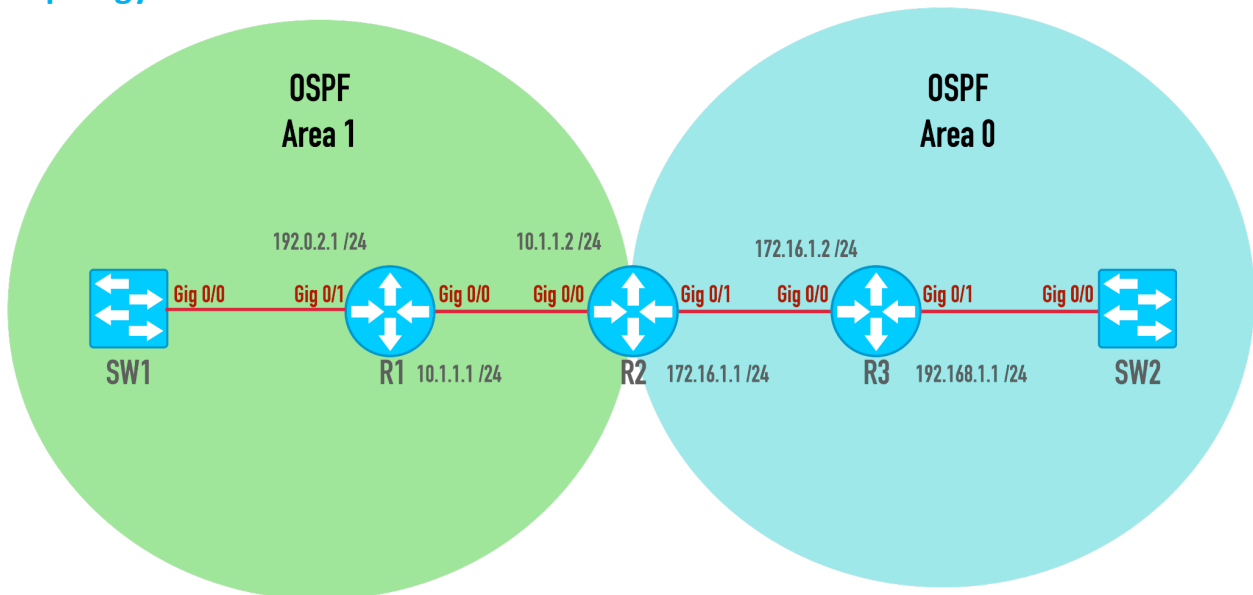 OSPF
Area 1
OSPF
Area 0
192.0.2.1 /24
10.1.1.2 /24
172.16.1.2 /24
Gig 0/0
Gig 0/1
Gig 0/0
Gig 0/0
Gig 0/1
Gig 0/0
Gig 0/1
Gig 0/0
SW1
R1
10.1.1.1 /24
R2
172.16.1.1 /24
R3
192.168.1.1 /24
SW2